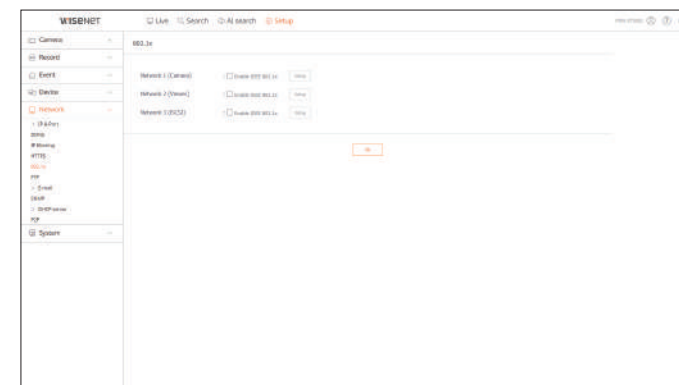 WISENET
Live Search AI search Setup
Camera
Record
Event
Device
Network
IP & Port
DDNS
IP filtering
HTTPS
802.1x
FTP
E-mail
SNMP
DHCP server
P2P
System
802.1x
Network 1 (Camera) Enable IEEE 802.1x Setup
Network 2 (Viewer) Enable IEEE 802.1x Setup
Network 3 (iSCSI) Enable IEEE 802.1x Setup
OK